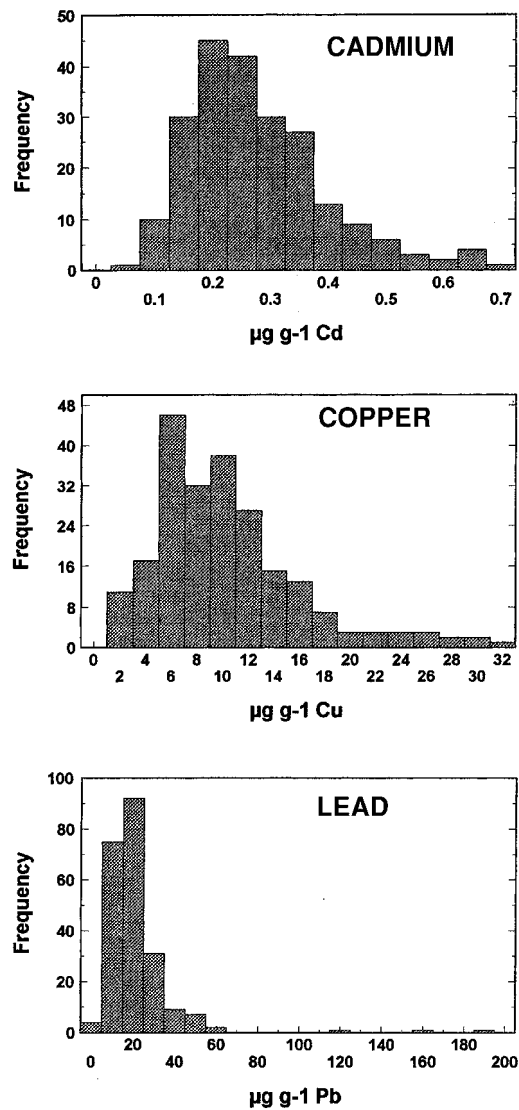 50
CADMIUM
40
30
20
10
0
Frequency
0 0.2 0.3 0.4 0.6
0.1 0.3 0.5 0.7
µg g-1 Cd
48
COPPER
40
32
24
16
8
0
Frequency
0 4 8 12 16 20 24 28 32
2 6 10 14 18 22 26 30
µg g-1 Cu
100
LEAD
80
60
40
20
0
Frequency
20 60 100 140 180
0 40 80 120 160 200
µg g-1 Pb